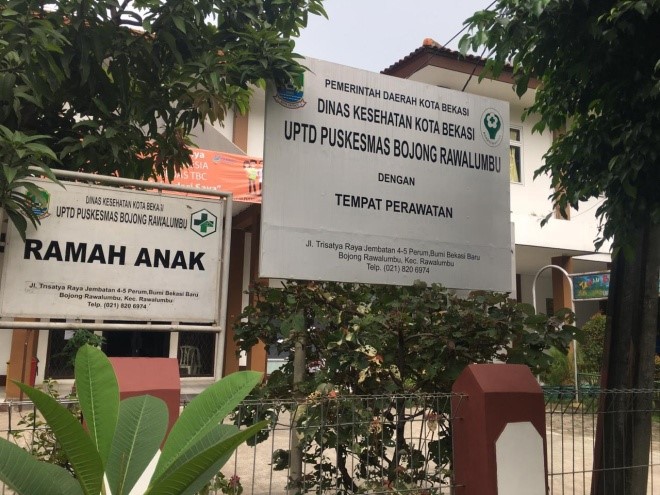 PEMERINTAH DAERAH KOTA BEKASI
DINAS KESEHATAN KOTA BEKASI
UPTD PUSKESMAS BOJONG RAWALUMBU
DENGAN
TEMPAT PERAWATAN
Jl. Trisatya Raya Jembatan 4-5 Perum,Bumi Bekasi Baru
Bojong Rawalumbu, Kec. Rawalumbu
Telp. (021) 820 6974
DINAS KESEHATAN KOTA BEKASI
UPTD PUSKESMAS BOJONG RAWALUMBU
RAMAH ANAK
Jl. Trisatya Raya Jembatan 4-5 Perum,Bumi Bekasi Baru
Bojong Rawalumbu, Kec. Rawalumbu
Telp. (021) 820 6974
TBC